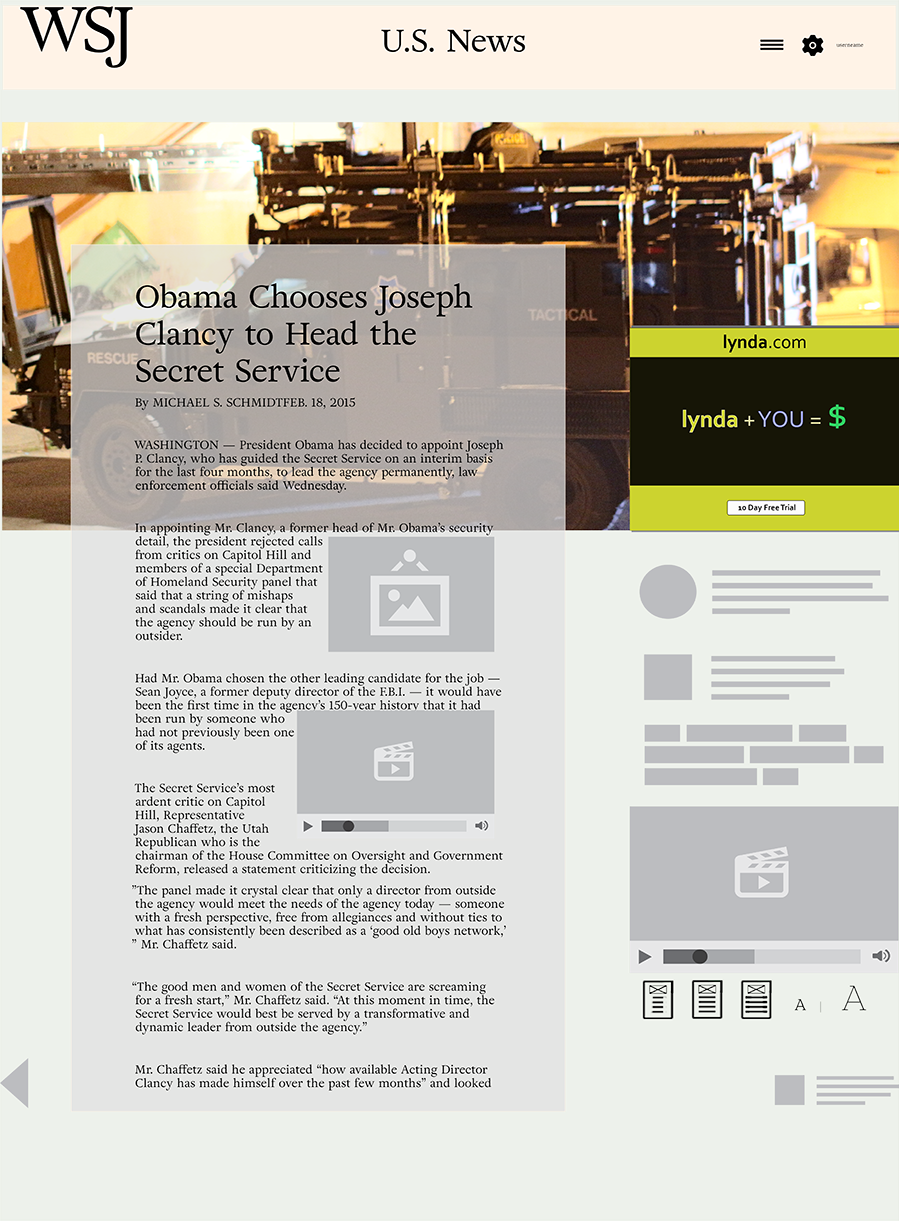 WSJ
U.S. News
username
POLICE
RESCUE
TACTICAL
Obama Chooses Joseph
Clancy to Head the
Secret Service
By MICHAEL S. SCHMIDTFEB. 18, 2015
WASHINGTON — President Obama has decided to appoint Joseph
P. Clancy, who has guided the Secret Service on an interim basis
for the last four months, to lead the agency permanently, law
enforcement officials said Wednesday.
In appointing Mr. Clancy, a former head of Mr. Obama’s security
detail, the president rejected calls
from critics on Capitol Hill and
members of a special Department
of Homeland Security panel that
said that a string of mishaps
and scandals made it clear that
the agency should be run by an
outsider.
Had Mr. Obama chosen the other leading candidate for the job —
Sean Joyce, a former deputy director of the F.B.I. — it would have
been the first time in the agency’s 150-year history that it had
been run by someone who
had not previously been one
of its agents.
The Secret Service’s most
ardent critic on Capitol
Hill, Representative
Jason Chaffetz, the Utah
Republican who is the
chairman of the House Committee on Oversight and Government
Reform, released a statement criticizing the decision.
”The panel made it crystal clear that only a director from outside
the agency would meet the needs of the agency today — someone
with a fresh perspective, free from allegiances and without ties to
what has consistently been described as a ‘good old boys network,’
” Mr. Chaffetz said.
“The good men and women of the Secret Service are screaming
for a fresh start,” Mr. Chaffetz said. “At this moment in time, the
Secret Service would best be served by a transformative and
dynamic leader from outside the agency.”
Mr. Chaffetz said he appreciated “how available Acting Director
Clancy has made himself over the past few months” and looked
lynda.com
lynda + YOU = $
10 Day Free Trial
A | A